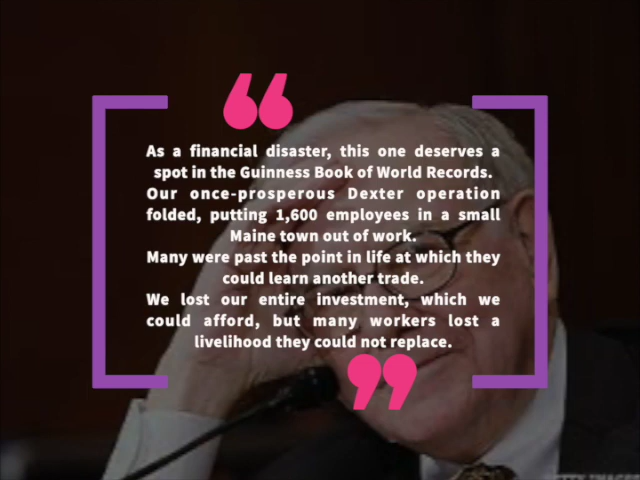 As a financial disaster, this one deserves a
spot in the Guinness Book of World Records.
Our once-prosperous Dexter operation
folded, putting 1,600 employees in a small
Maine town out of work.
Many were past the point in life at which they
could learn another trade.
We lost our entire investment, which we
could afford, but many workers lost a
livelihood they could not replace.